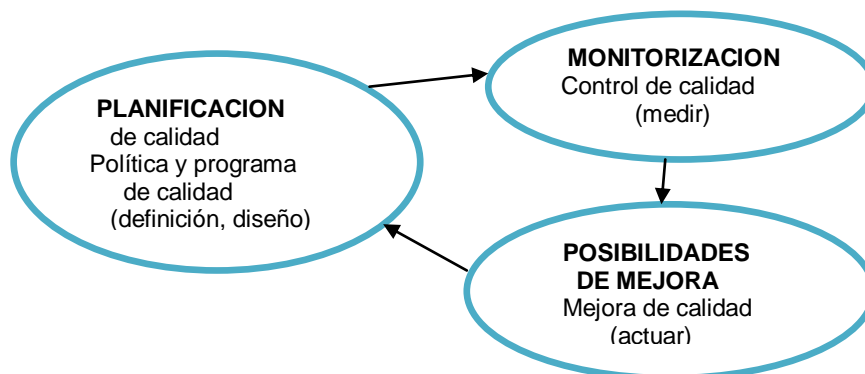 PLANIFICACION
de calidad
Política y programa
de calidad
(definición, diseño)
MONITORIZACION
Control de calidad
(medir)
POSIBILIDADES
DE MEJORA
Mejora de calidad
(actuar)